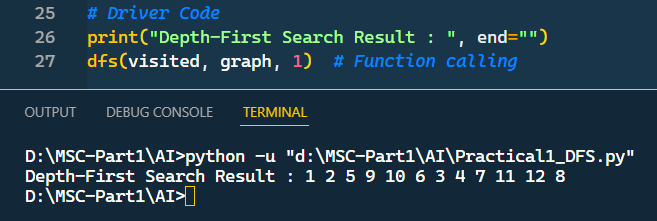 25 # Driver Code
26 print("Depth-First Search Result : ", end="")
27 dfs(visited, graph, 1)  # Function calling
OUTPUT DEBUG CONSOLE TERMINAL
D:\MSC-Part1\AI>python -u "d:\MSC-Part1\AI\Practical1_DFS.py"
Depth-First Search Result : 1 2 5 9 10 6 3 4 7 11 12 8
D:\MSC-Part1\AI>